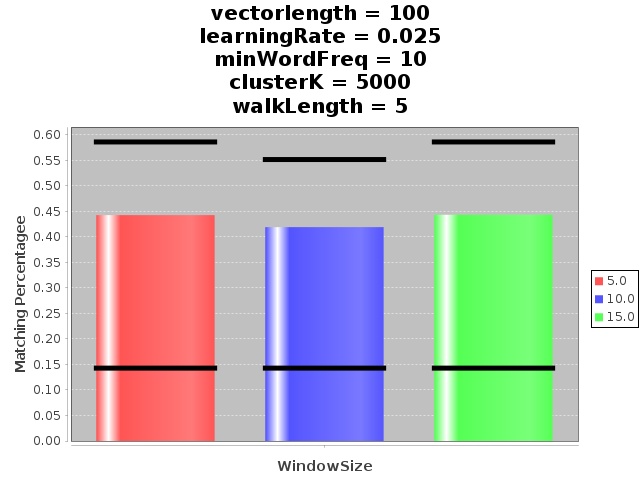 vectorlength = 100
learningRate = 0.025
minWordFreq = 10
clusterK = 5000
walkLength = 5
0.60
0.55
0.50
0.45
0.40
0.35
0.30
0.25
0.20
0.15
0.10
0.05
0.00
Matching Percentagee
WindowSize
5.0
10.0
15.0